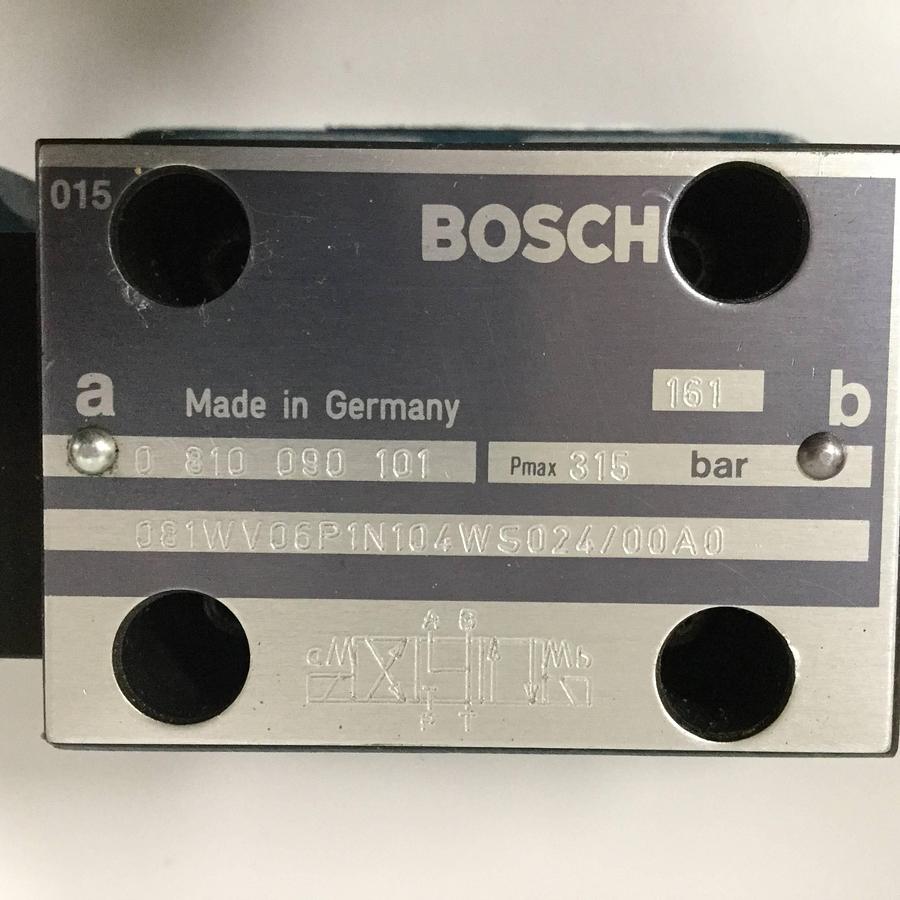 015
BOSCH
a
Made in Germany
161
b
0 810 090 101
Pmax 315 bar
081WV06P1N104WS024/00A0
A B
a
b
P T